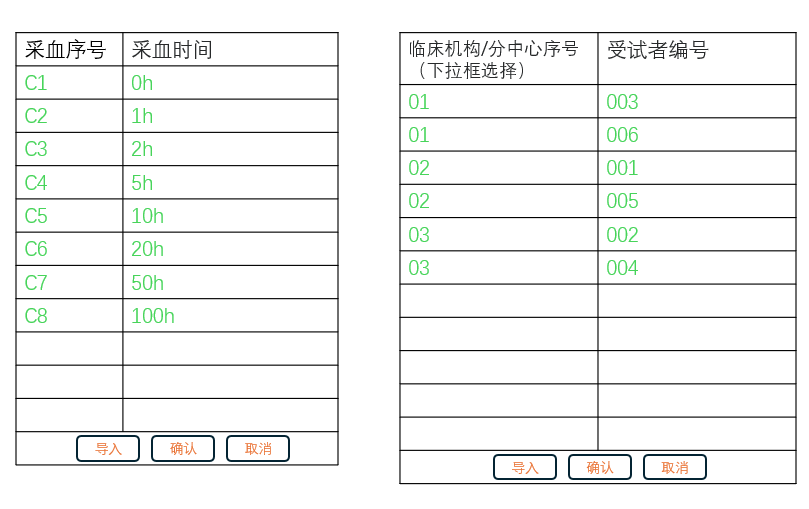 采血序号 采血时间
C1 0h
C2 1h
C3 2h
C4 5h
C5 10h
C6 20h
C7 50h
C8 100h
导入 确认 取消
临床机构/分中心序号 受试者编号
（下拉框选择）
01 003
01 006
02 001
02 005
03 002
03 004
导入 确认 取消